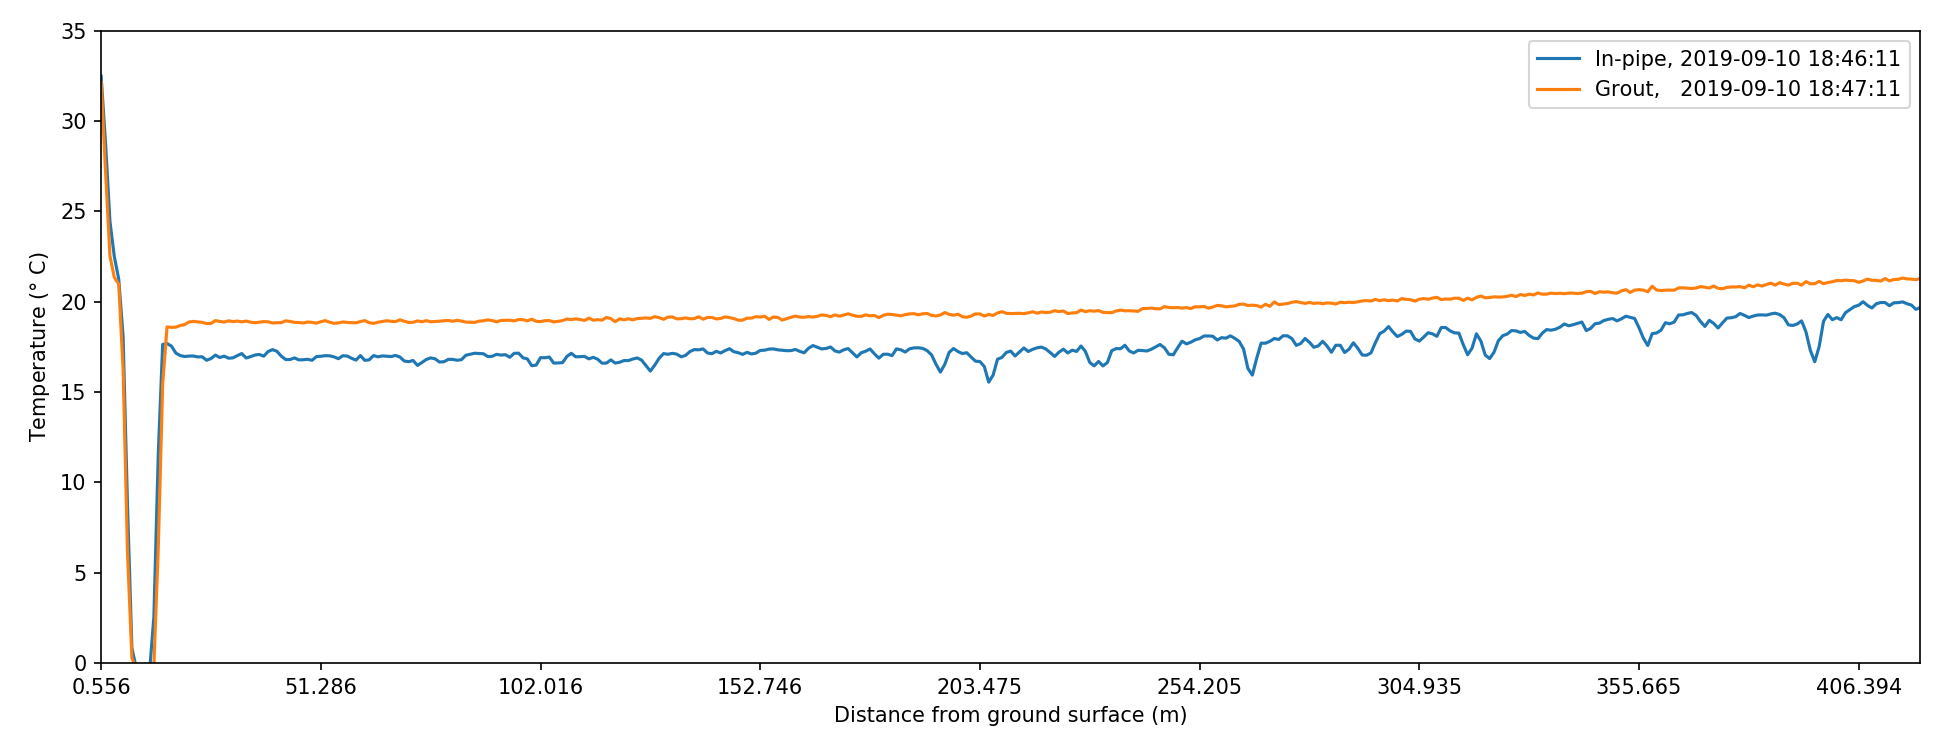 35
30
25
20
15
10
5
0
Temperature (° C)
In-pipe, 2019-09-10 18:46:11
Grout, 2019-09-10 18:47:11
0.556 51.286 102.016 152.746 203.475 254.205 304.935 355.665 406.394
Distance from ground surface (m)